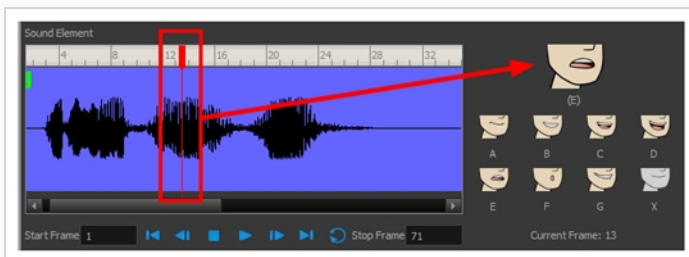 Sound Element
4 8 12 16 20 24 28 32
(E)
A B C D
E F G X
Start Frame 1 Stop Frame 71 Current Frame: 13